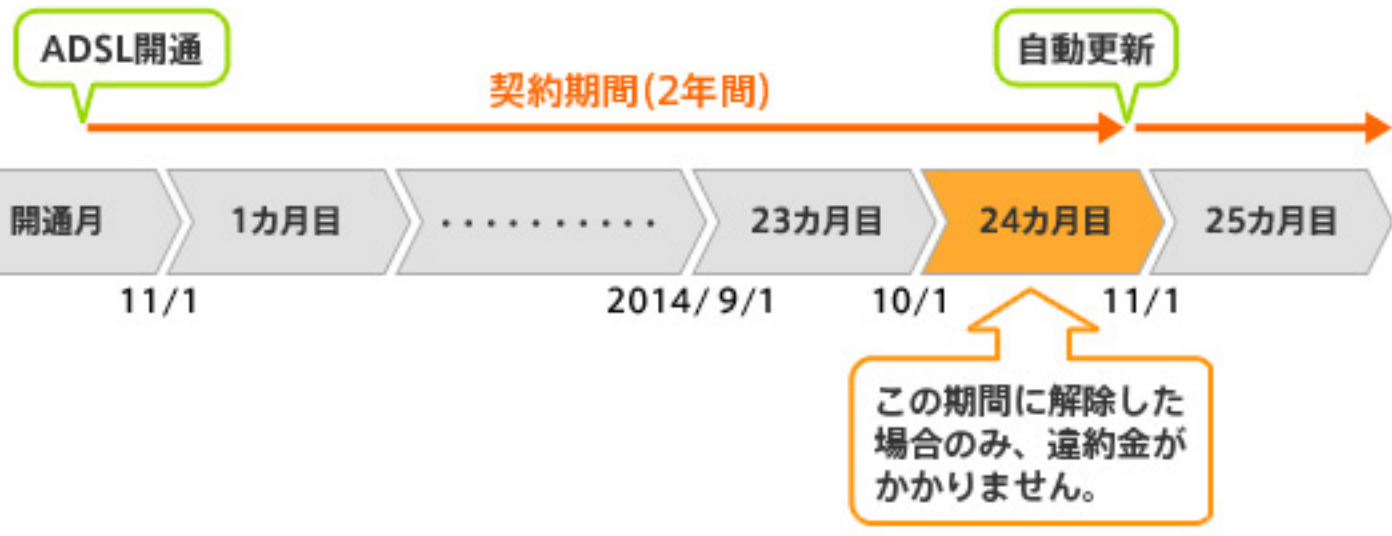 ADSL開通
自動更新
契約期間(2年間)
開通月
1カ月目
・・・・・・・・・・
23カ月目
24カ月目
25カ月目
11/1
2014/ 9/1
10/1
11/1
この期間に解除した
場合のみ、違約金が
かかりません。